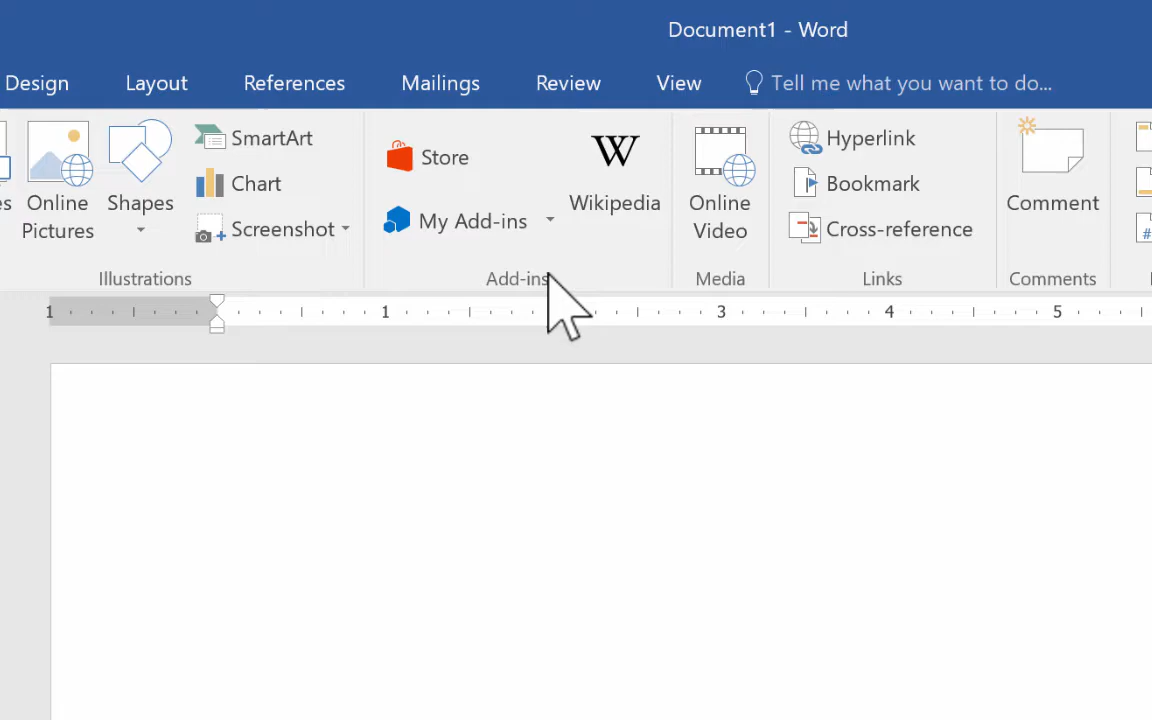 Document1 - Word
Design Layout References Mailings Review View Tell me what you want to do...
Online Pictures
Shapes
SmartArt
Chart
Screenshot
Illustrations
Store
My Add-ins
Wikipedia
Add-ins
Online Video
Media
Hyperlink
Bookmark
Cross-reference
Links
Comment
Comments
1 1 3 4 5